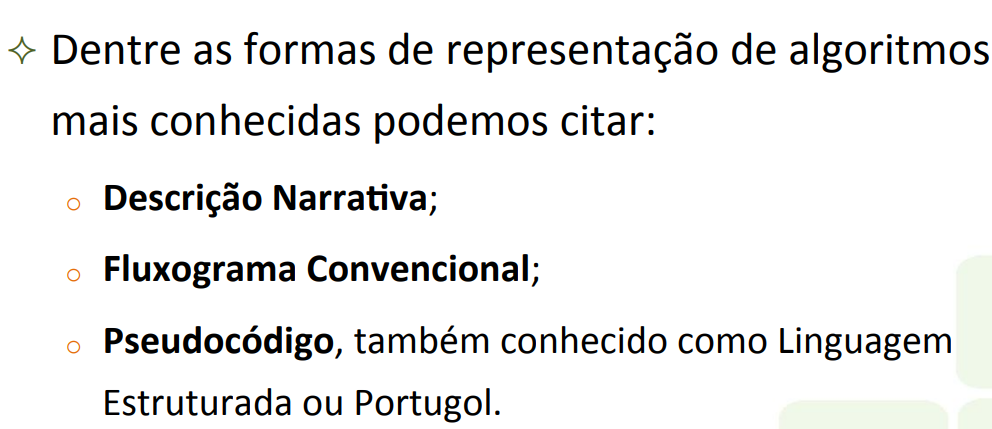 Dentre as formas de representação de algoritmos
mais conhecidas podemos citar:
Descrição Narrativa;
Fluxograma Convencional;
Pseudocódigo, também conhecido como Linguagem
Estruturada ou Portugol.